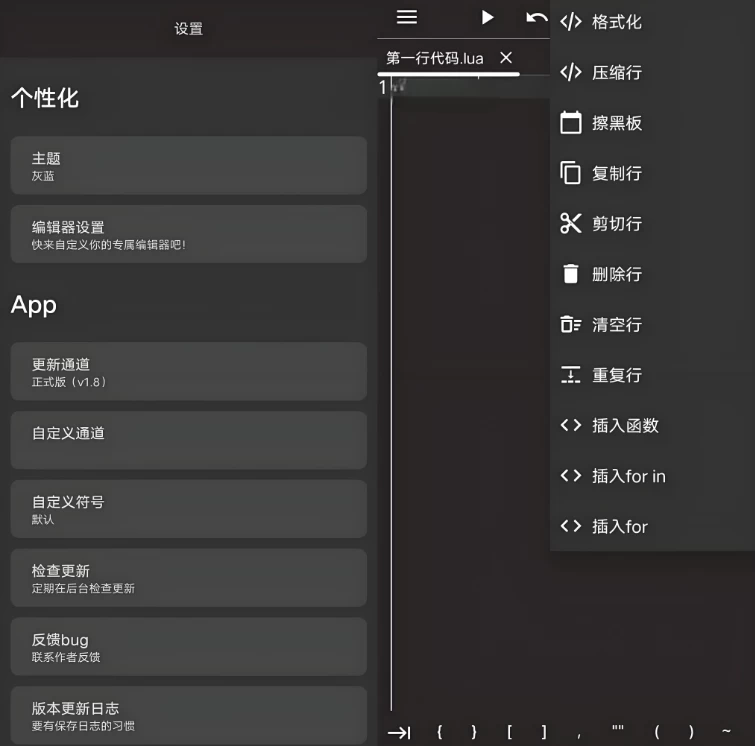 设置
个性化
主题
灰蓝
编辑器设置
快来自定义你的专属编辑器吧!
App
更新通道
正式版（v1.8）
自定义通道
自定义符号
默认
检查更新
定期在后台检查更新
反馈bug
联系作者反馈
版本更新日志
要有保存日志的习惯
第一行代码.lua
1
格式化
压缩行
擦黑板
复制行
剪切行
删除行
清空行
重复行
插入函数
插入for in
插入for
{ } [ ] , "" ( ) ~